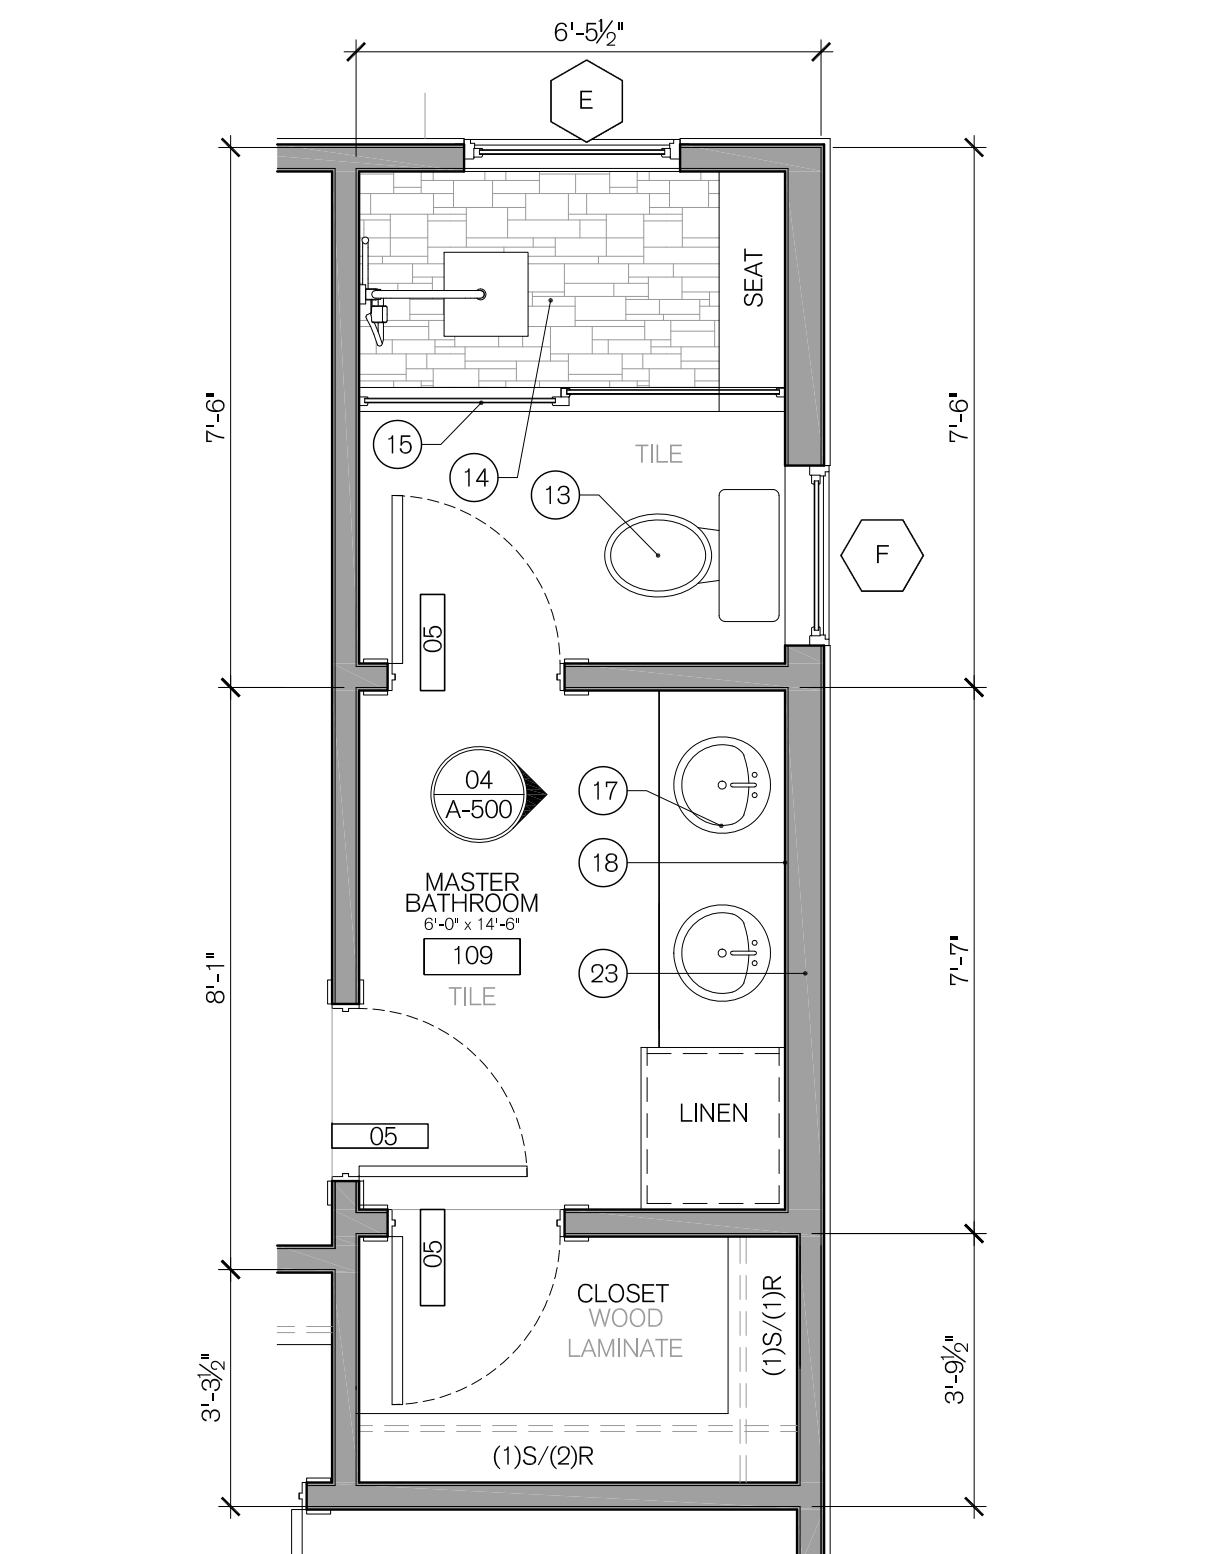 6'-5½"
E
SEAT
7'-6"
7'-6"
15
TILE
14
13
F
05
04
A-500
17
18
MASTER
BATHROOM
6'-0" x 14'-6"
109
TILE
23
8'-1"
7'-7"
LINEN
05
05
CLOSET
WOOD
LAMINATE
(1)S/(1)R
3'-3½"
3'-9½"
(1)S/(2)R